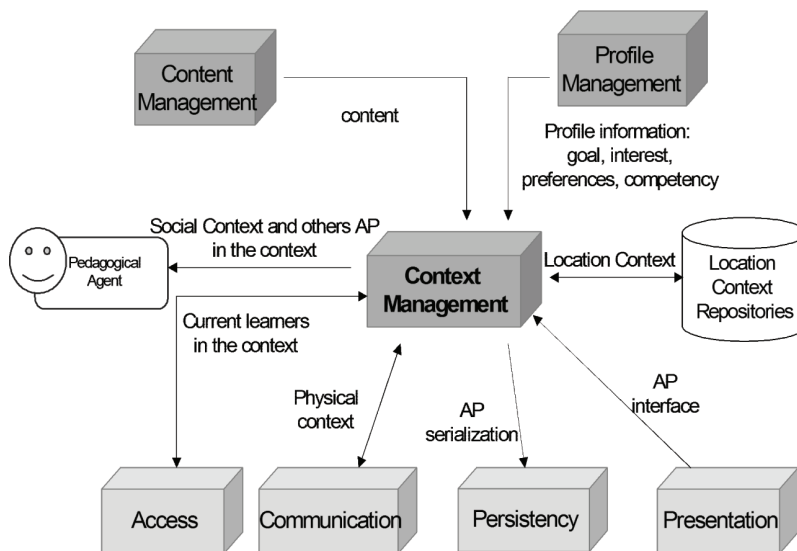 Content
Management
Profile
Management
content
Profile information:
goal, interest,
preferences, competency
Social Context and others AP
in the context
Pedagogical
Agent
Context
Management
Location Context
Location
Context
Repositories
Current learners
in the context
Physical
context
AP
serialization
AP
interface
Access
Communication
Persistency
Presentation